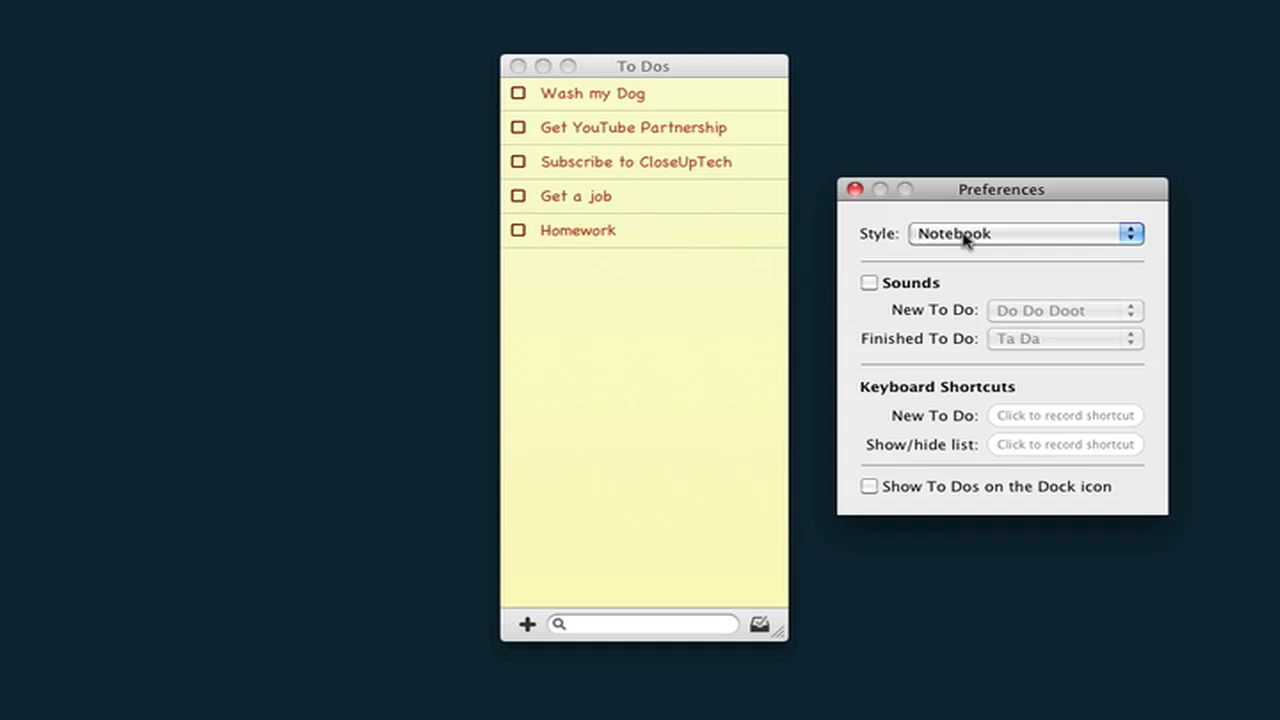 To Dos
Wash my Dog
Get YouTube Partnership
Subscribe to CloseUpTech
Get a job
Homework
Preferences
Style: Notebook
Sounds
New To Do: Do Do Doot
Finished To Do: Ta Da
Keyboard Shortcuts
New To Do: Click to record shortcut
Show/hide list: Click to record shortcut
Show To Dos on the Dock icon